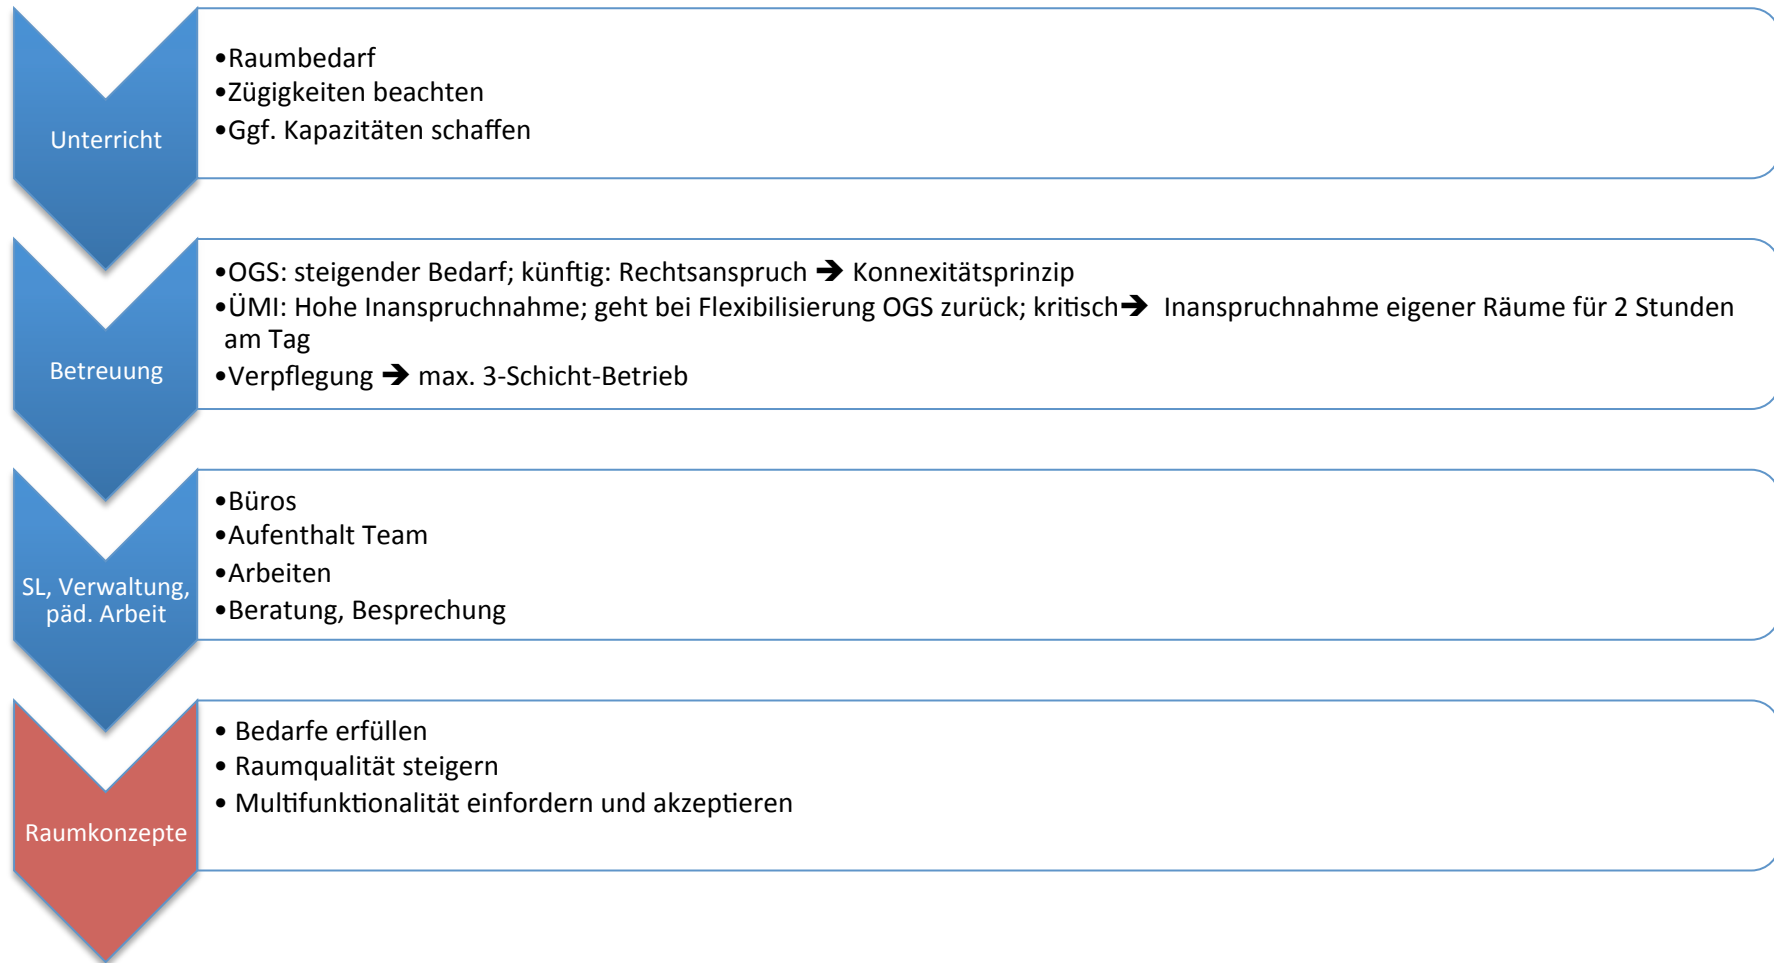 Unterricht
•Raumbedarf
•Zügigkeiten beachten
•Ggf. Kapazitäten schaffen
Betreuung
•OGS: steigender Bedarf; künftig: Rechtsanspruch ➔ Konnexitätsprinzip
•ÜMI: Hohe Inanspruchnahme; geht bei Flexibilisierung OGS zurück; kritisch➔ Inanspruchnahme eigener Räume für 2 Stunden
am Tag
•Verpflegung ➔ max. 3-Schicht-Betrieb
SL, Verwaltung,
päd. Arbeit
•Büros
•Aufenthalt Team
•Arbeiten
•Beratung, Besprechung
Raumkonzepte
• Bedarfe erfüllen
• Raumqualität steigern
• Multifunktionalität einfordern und akzeptieren